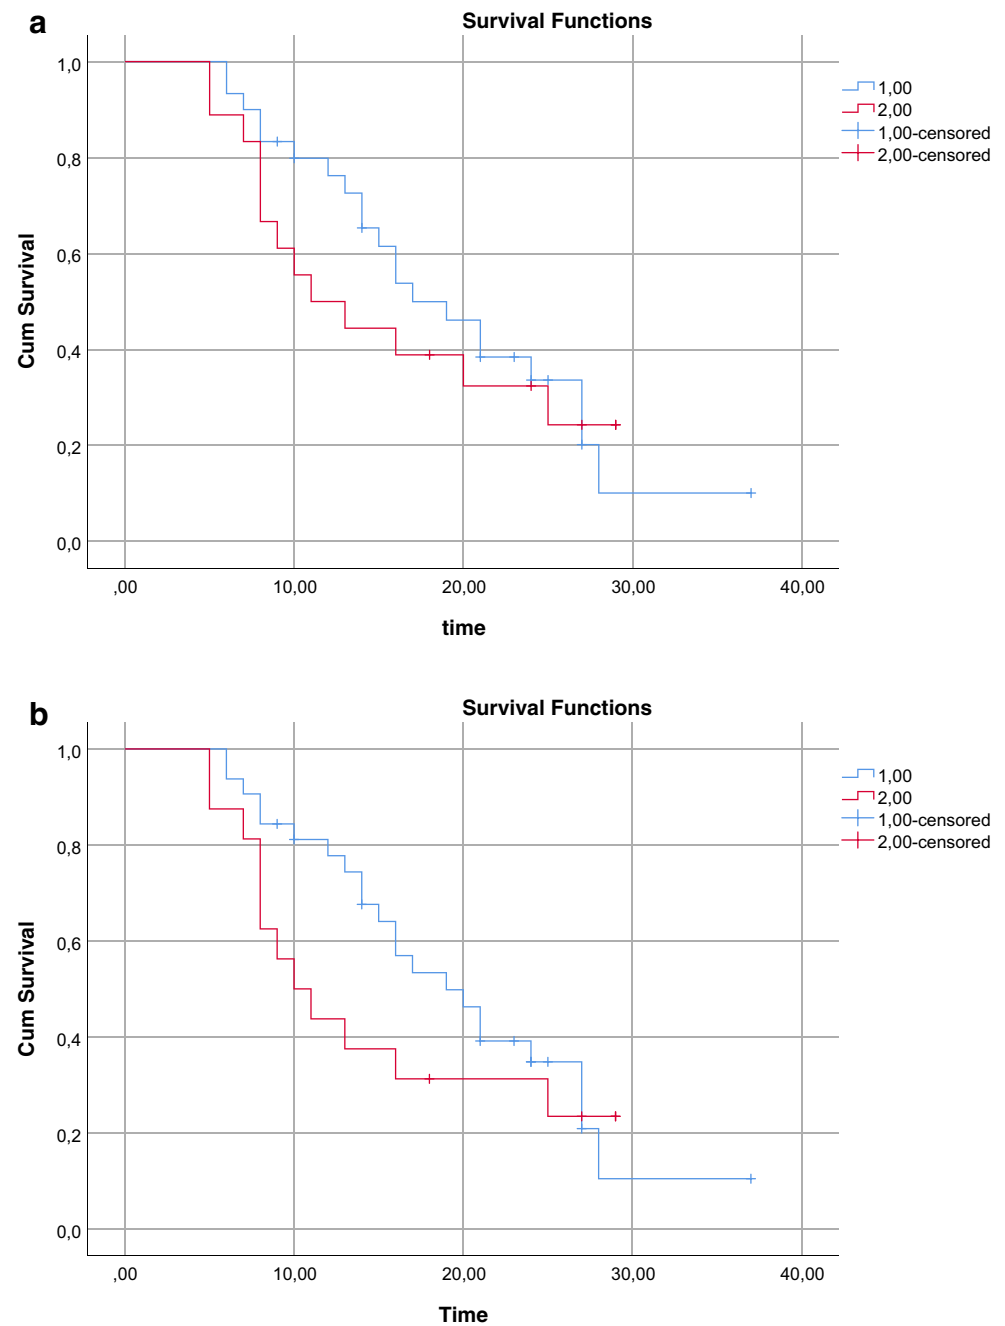 a
Survival Functions
1,0
0,8
0,6
0,4
0,2
0,0
Cum Survival
,00
10,00
20,00
30,00
40,00
time
1,00
2,00
1,00-censored
2,00-censored
b
Survival Functions
1,0
0,8
0,6
0,4
0,2
0,0
Cum Survival
,00
10,00
20,00
30,00
40,00
Time
1,00
2,00
1,00-censored
2,00-censored